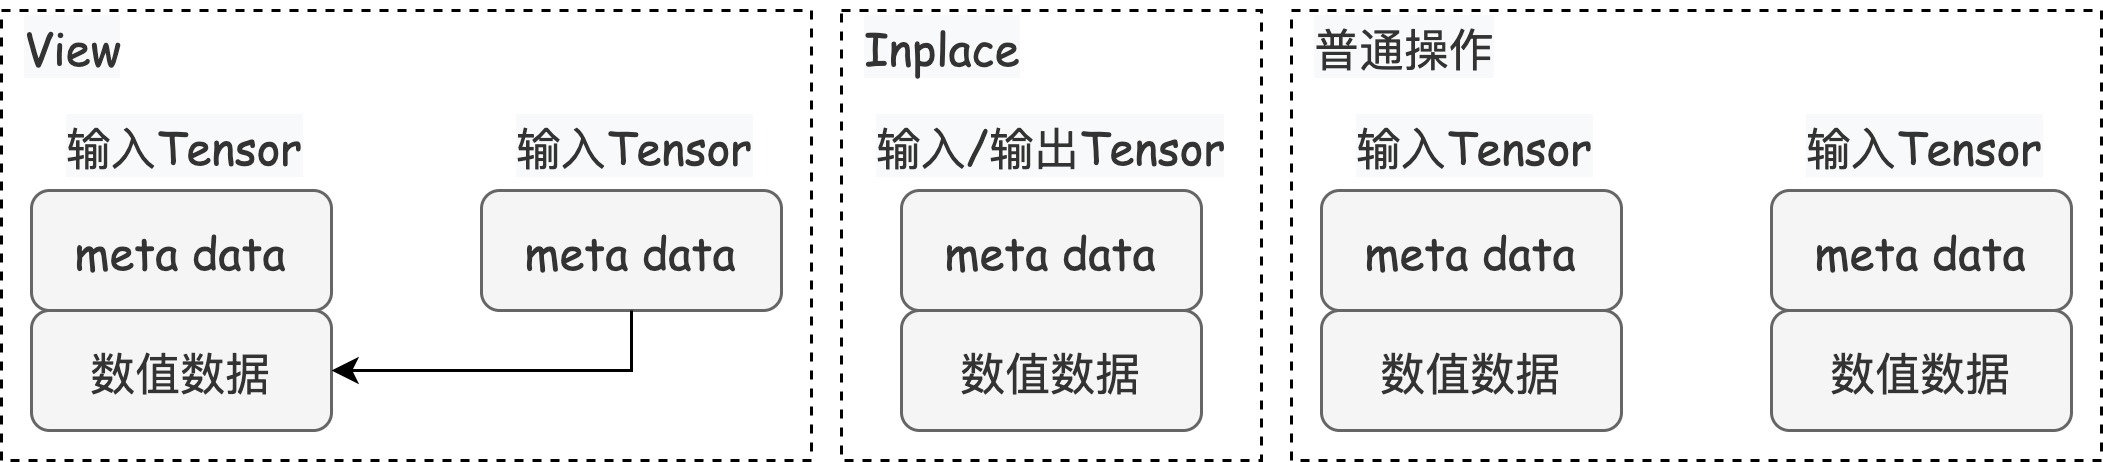 View
输入Tensor
输入Tensor
meta data
meta data
数值数据
Inplace
输入/输出Tensor
meta data
数值数据
普通操作
输入Tensor
输入Tensor
meta data
meta data
数值数据
数值数据